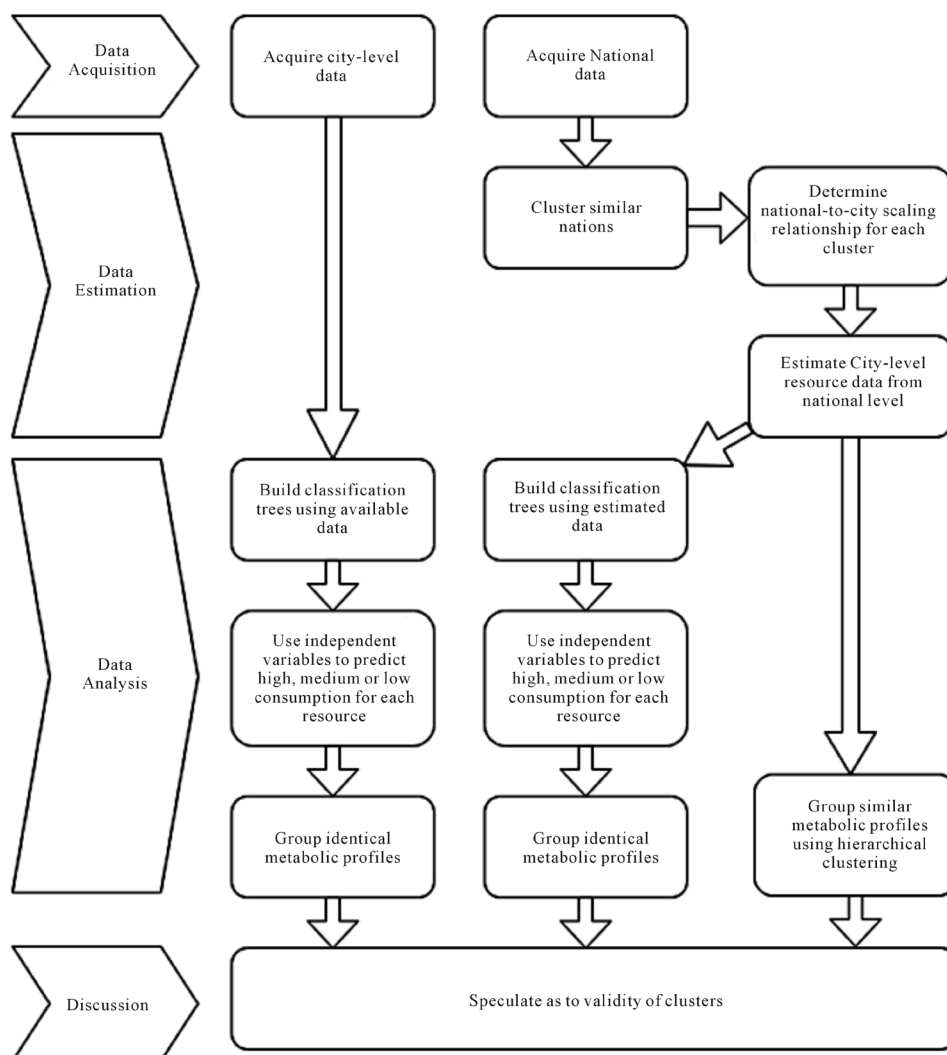 Data
Acquisition
Acquire city-level
data
Acquire National
data
Data
Estimation
Cluster similar
nations
Determine
national-to-city scaling
relationship for each
cluster
Estimate City-level
resource data from
national level
Data
Analysis
Build classification
trees using available
data
Build classification
trees using estimated
data
Use independent
variables to predict
high, medium or low
consumption for each
resource
Use independent
variables to predict
high, medium or low
consumption for each
resource
Group identical
metabolic profiles
Group identical
metabolic profiles
Group similar
metabolic profiles
using hierarchical
clustering
Discussion
Speculate as to validity of clusters